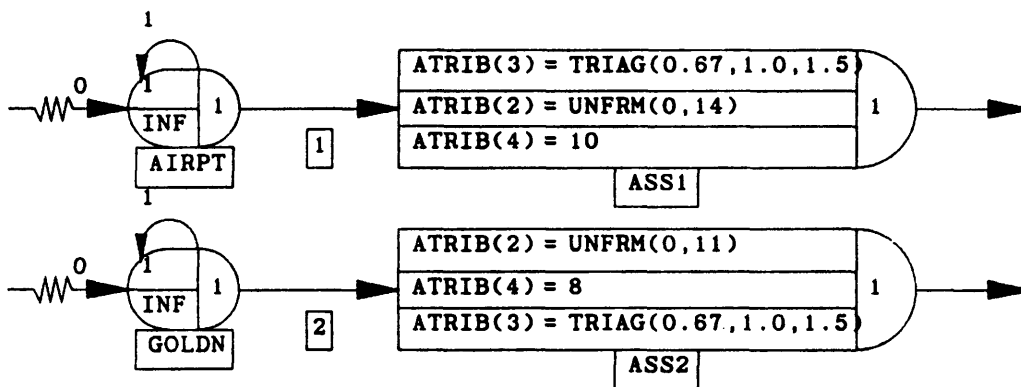 1
0
1
INF
1
AIRPT
1
ATRIB(3) = TRIAG(0.67,1.0,1.5)
ATRIB(2) = UNFRM(0,14)
ATRIB(4) = 10
1
ASS1
1
0
1
INF
1
GOLDN
2
ATRIB(2) = UNFRM(0,11)
ATRIB(4) = 8
ATRIB(3) = TRIAG(0.67,1.0,1.5)
1
ASS2